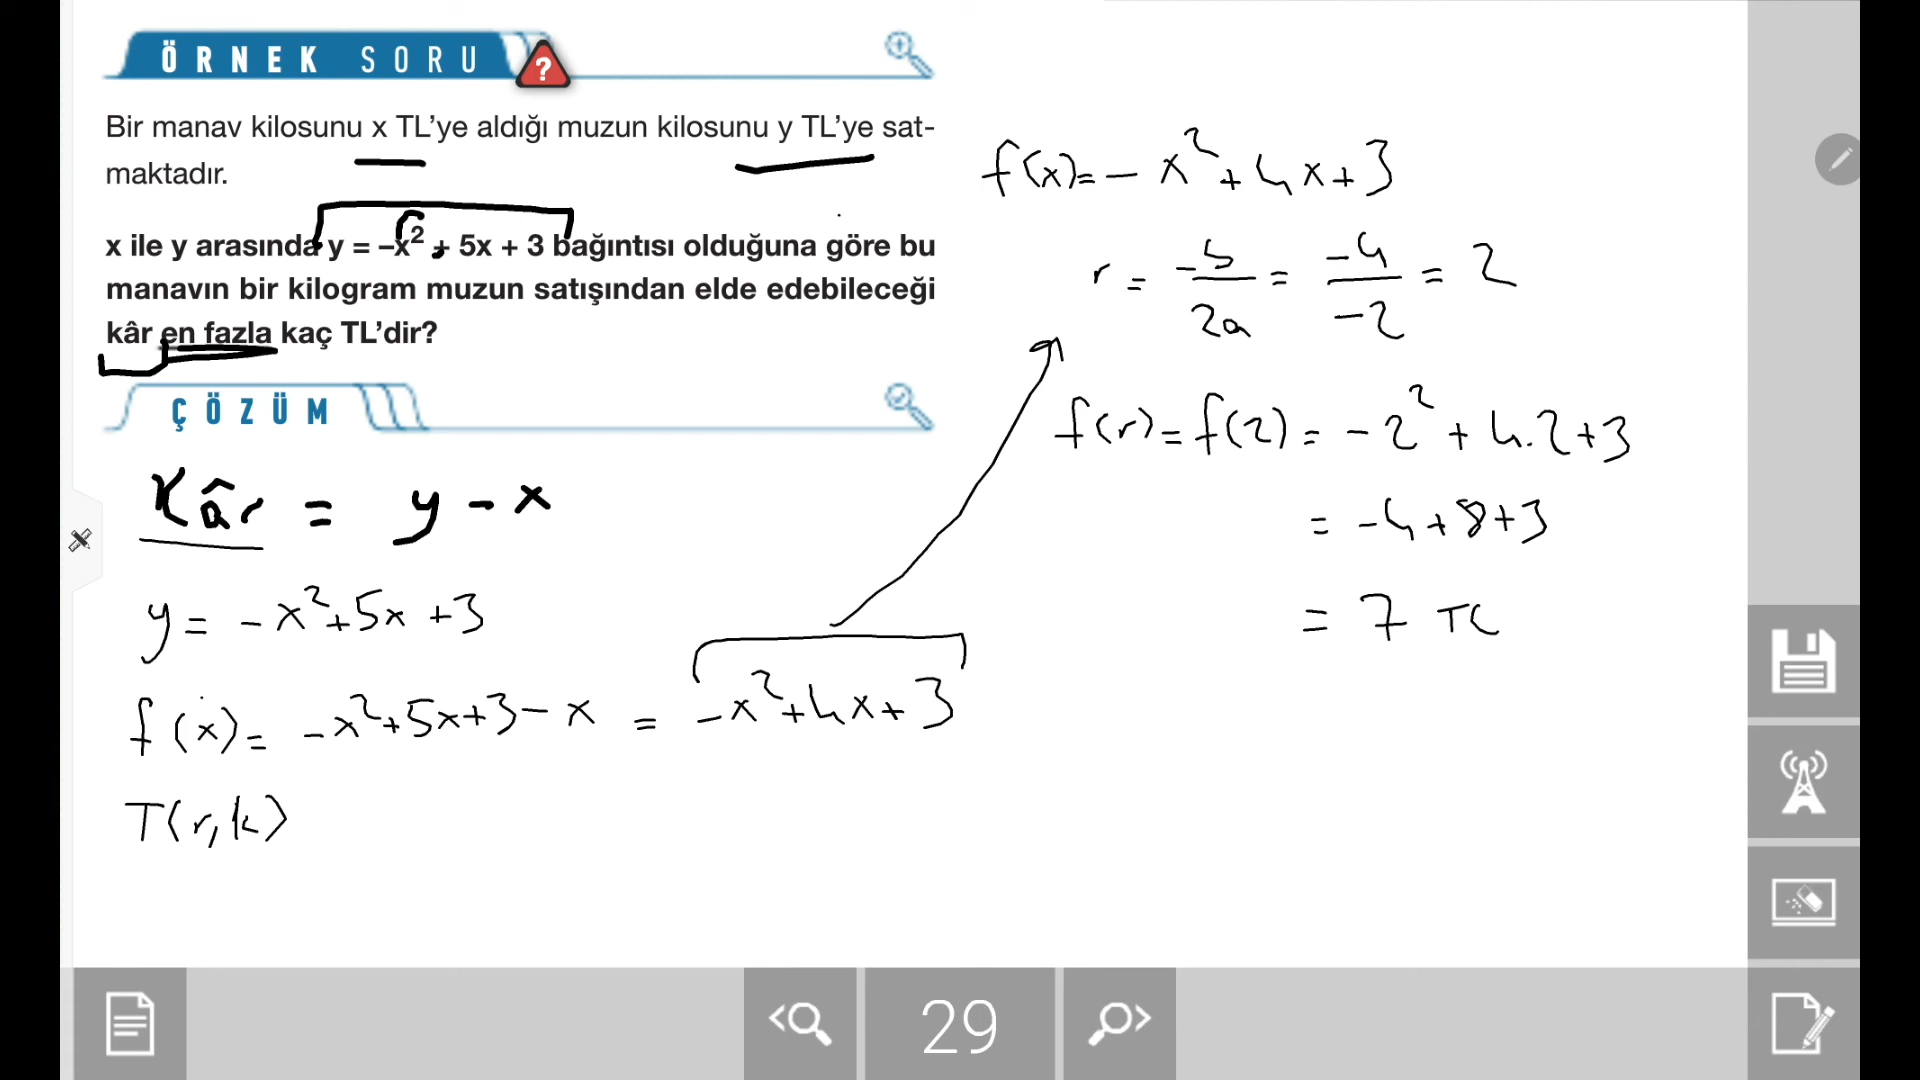 ÖRNEK SORU ?
Bir manav kilosunu x TL'ye aldığı muzun kilosunu y TL'ye sat-
maktadır.
x ile y arasında y = –x² + 5x + 3 bağıntısı olduğuna göre bu
manavın bir kilogram muzun satışından elde edebileceği
kâr en fazla kaç TL'dir?
ÇÖZÜM
Kâr = y - x
y = -x²+5x+3
f(x)= -x²+5x+3-x = -x²+4x+3
T(r,k)
f(x)=-x²+4x+3
r = -b/2a = -4/-2 = 2
f(r)=f(2)=-2²+4.2+3
= -4+8+3
= 7 TL
29